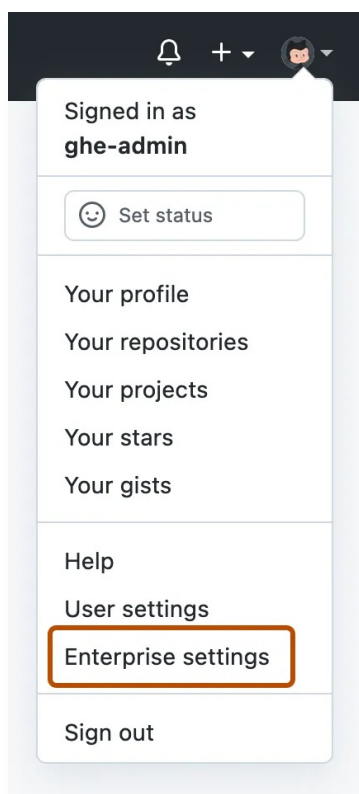 Signed in as
ghe-admin
Set status
Your profile
Your repositories
Your projects
Your stars
Your gists
Help
User settings
Enterprise settings
Sign out